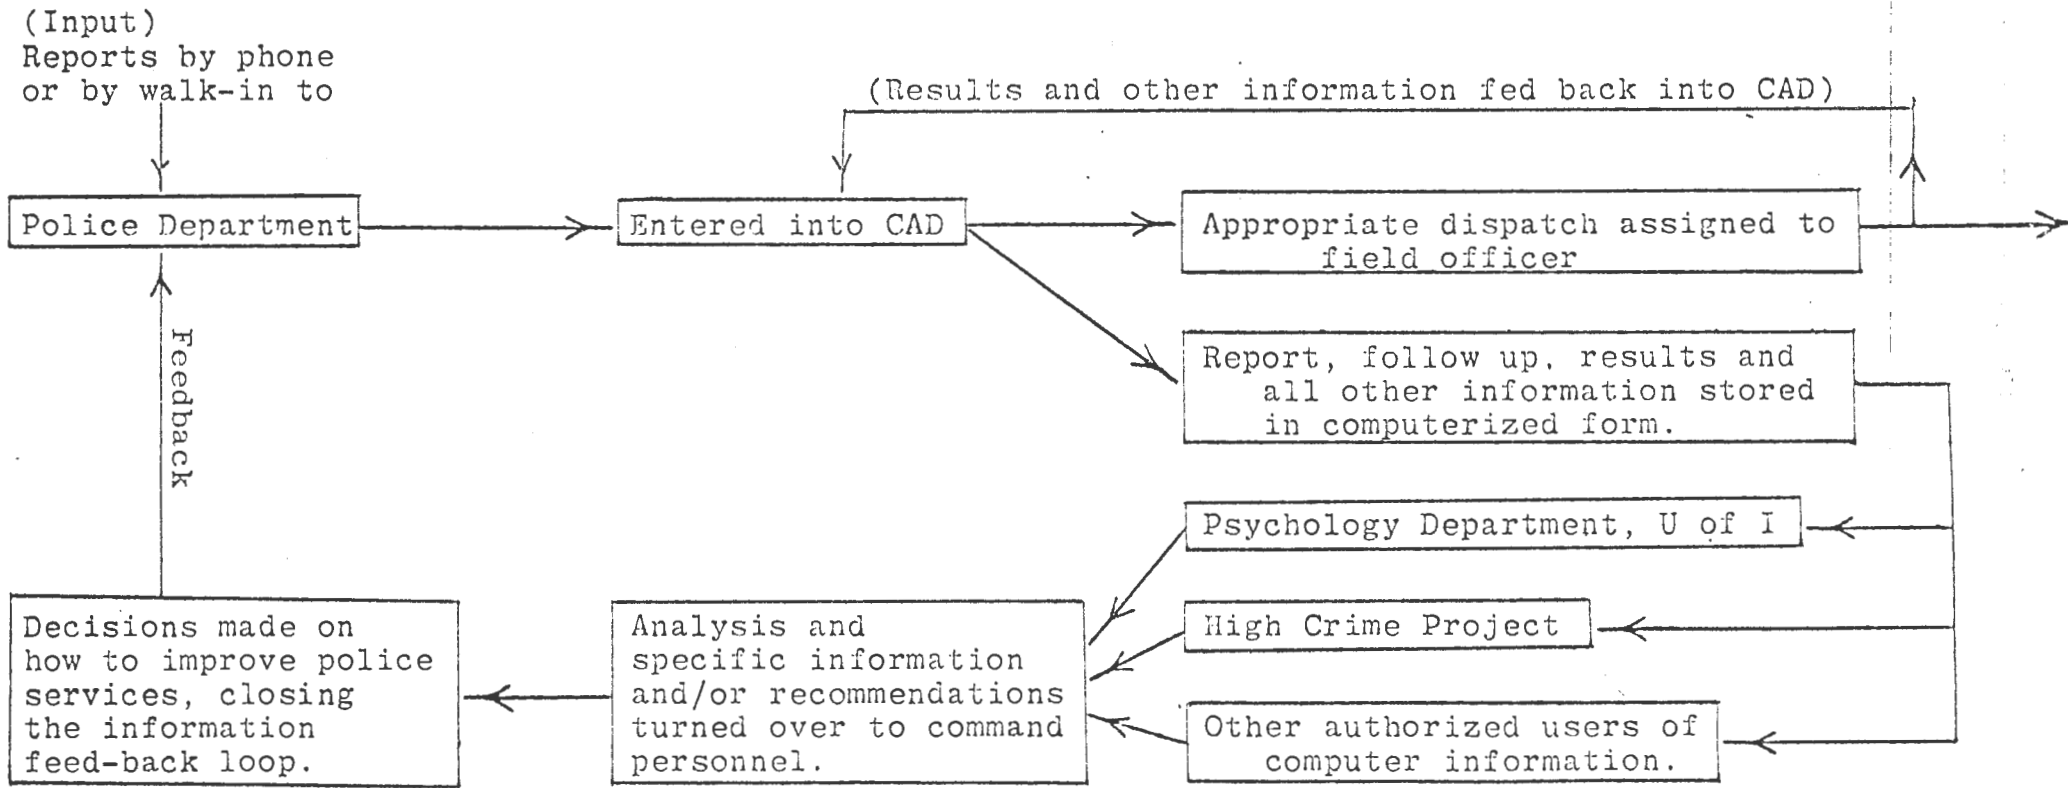 (Input)
Reports by phone
or by walk-in to
(Results and other information fed back into CAD)
Police Department
Entered into CAD
Appropriate dispatch assigned to
field officer
Feedback
Report, follow up, results and
all other information stored
in computerized form.
Psychology Department, U of I
High Crime Project
Other authorized users of
computer information.
Analysis and
specific information
and/or recommendations
turned over to command
personnel.
Decisions made on
how to improve police
services, closing
the information
feed-back loop.